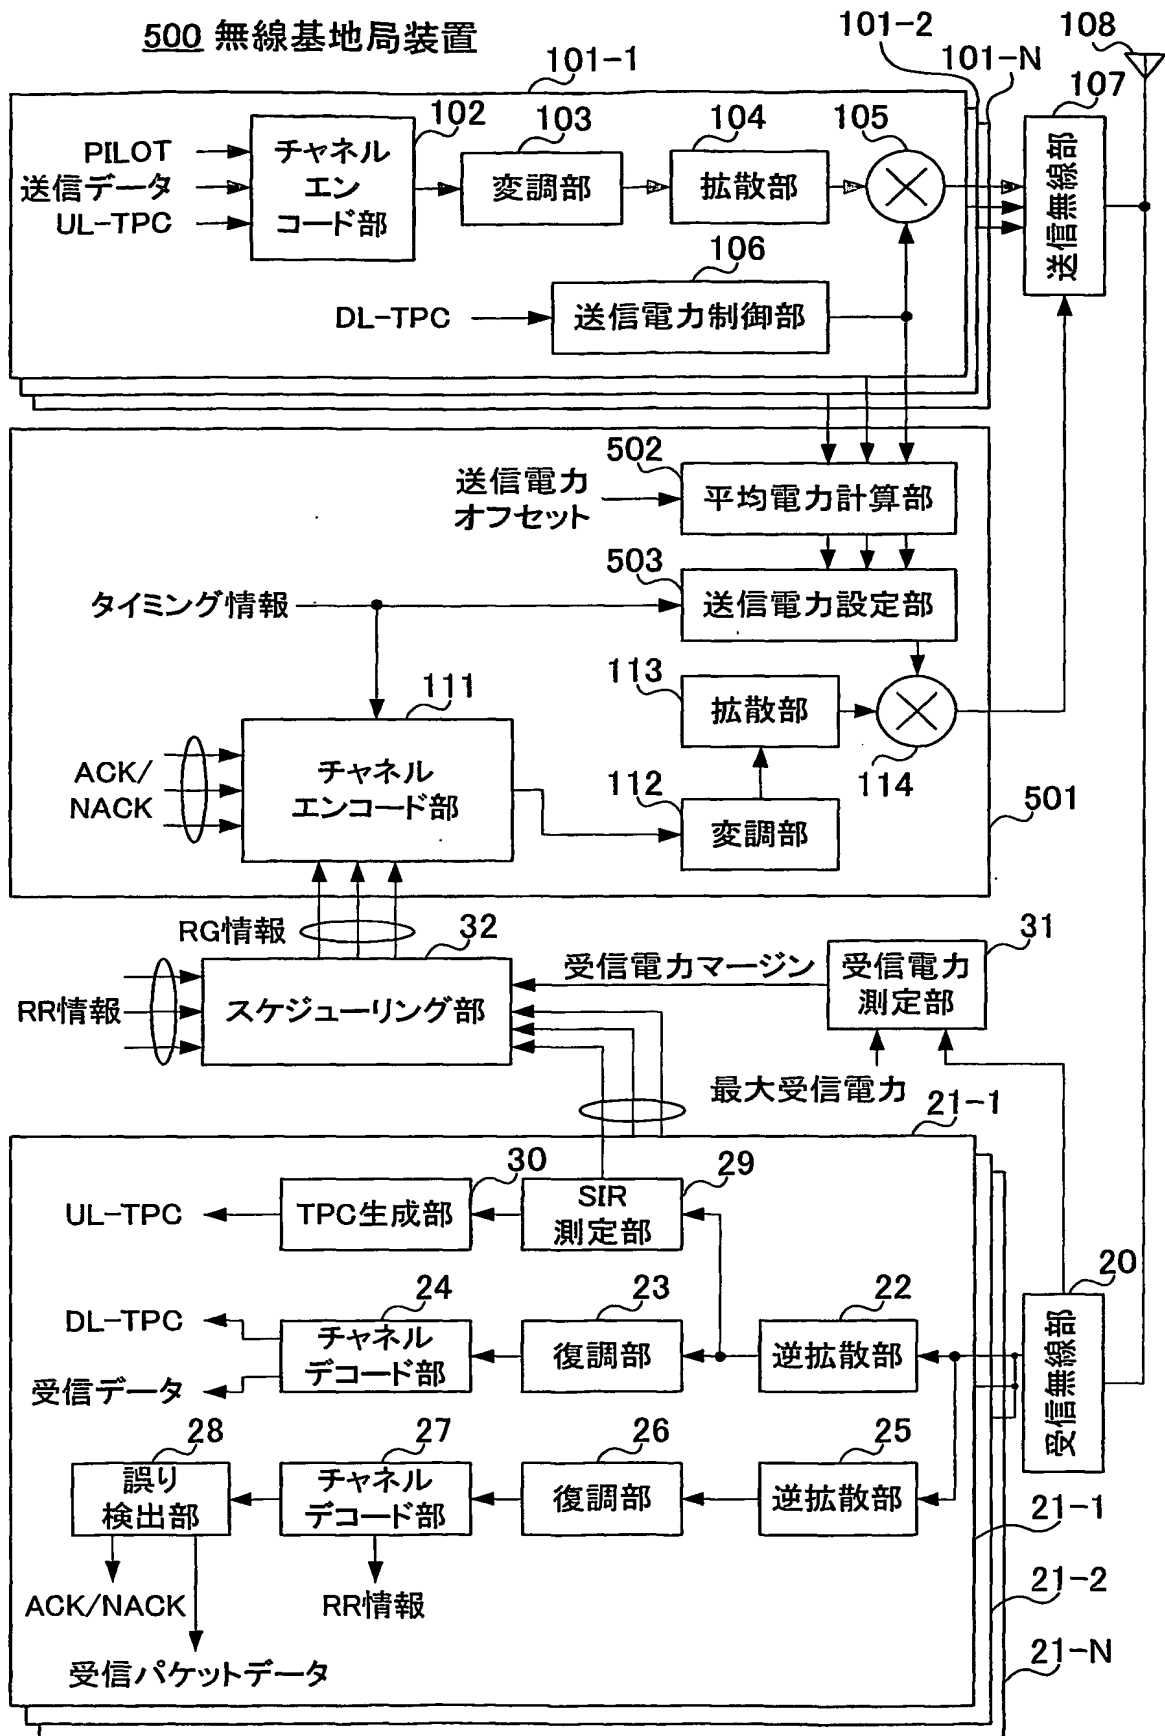 500 無線基地局装置
101-1
101-2
101-N
108
107
102
103
104
105
PILOT
送信データ
UL-TPC
チャネル
エン
コード部
変調部
拡散部
送信無線部
106
DL-TPC
送信電力制御部
502
送信電力
オフセット
平均電力計算部
503
タイミング情報
送信電力設定部
111
113
拡散部
114
ACK/
NACK
チャネル
エンコード部
112
変調部
501
RG情報
32
31
受信電力マージン
受信電力
測定部
RR情報
スケジューリング部
最大受信電力
21-1
30
29
UL-TPC
TPC生成部
SIR
測定部
20
24
23
22
DL-TPC
受信データ
チャネル
デコード部
復調部
逆拡散部
受信無線部
28
27
26
25
誤り
検出部
チャネル
デコード部
復調部
逆拡散部
21-1
21-2
21-N
ACK/NACK
RR情報
受信パケットデータ